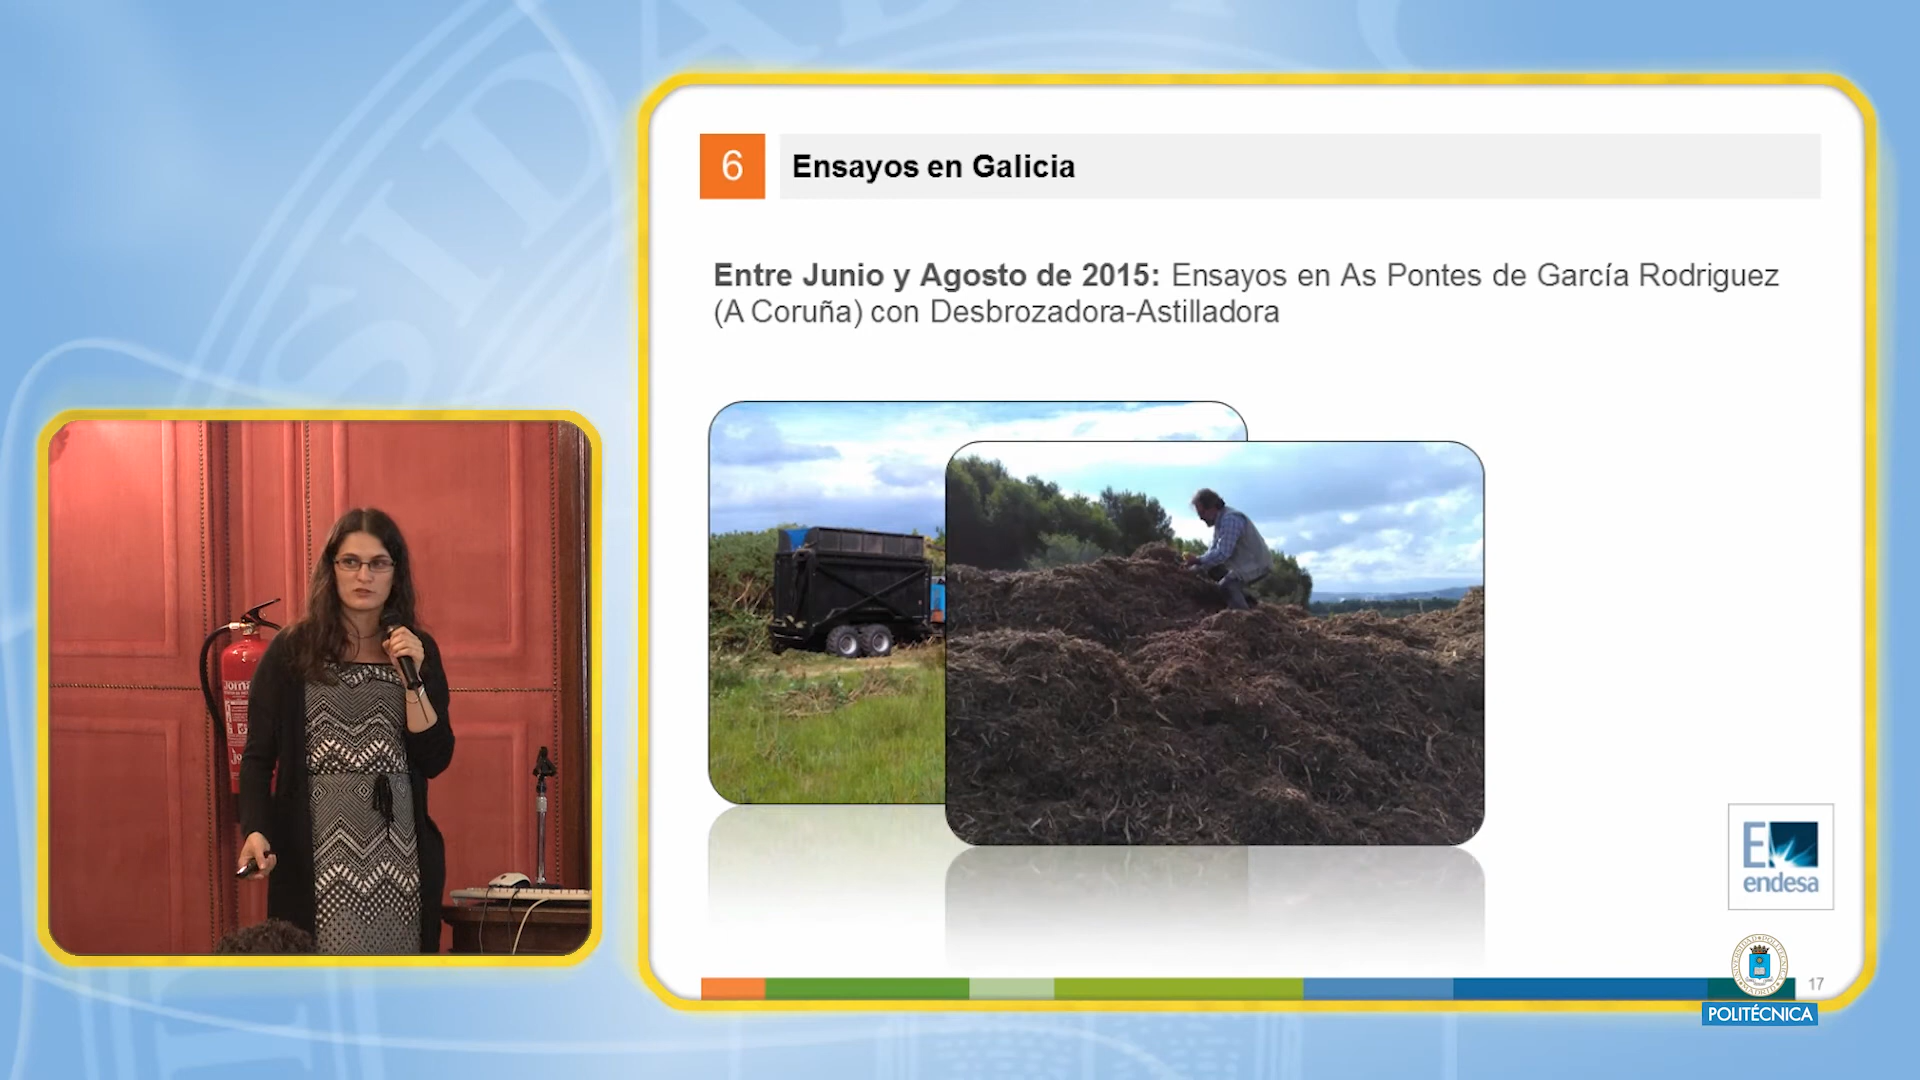 6
Ensayos en Galicia
Entre Junio y Agosto de 2015: Ensayos en As Pontes de García Rodriguez
(A Coruña) con Desbrozadora-Astilladora
E
endesa
17
POLITÉCNICA